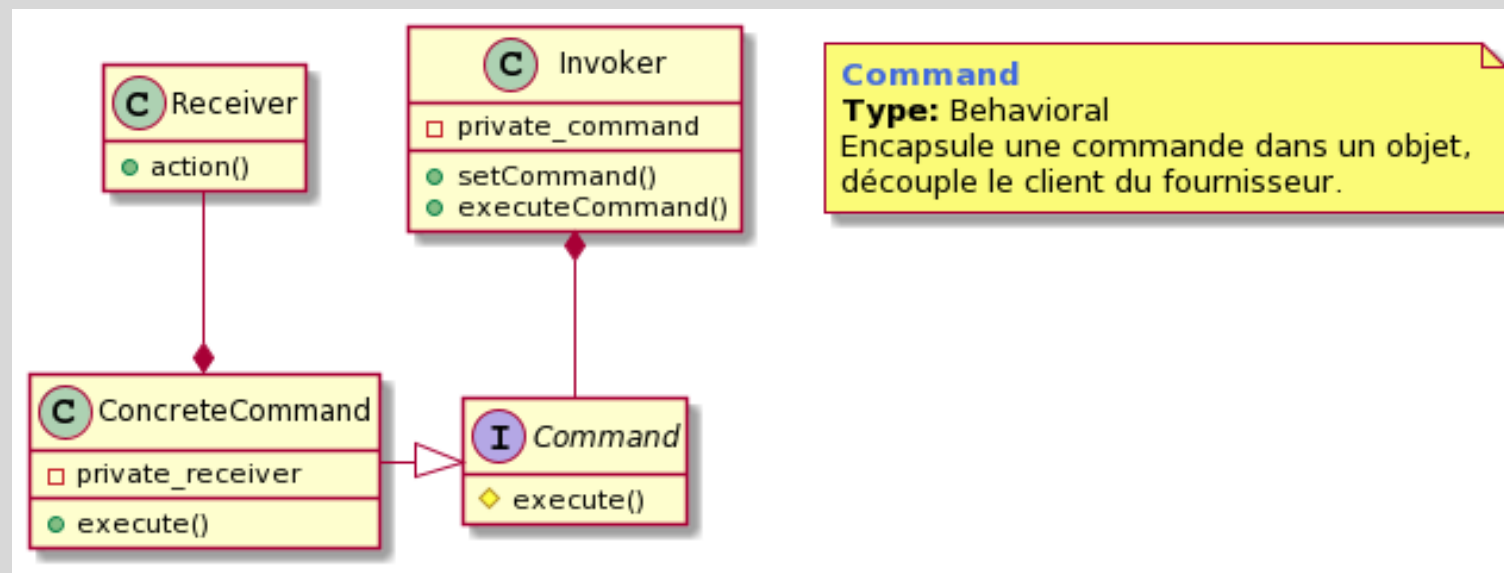 C Receiver
action()
C Invoker
private_command
setCommand()
executeCommand()
Command
Type: Behavioral
Encapsule une commande dans un objet,
découple le client du fournisseur.
C ConcreteCommand
private_receiver
execute()
I Command
execute()